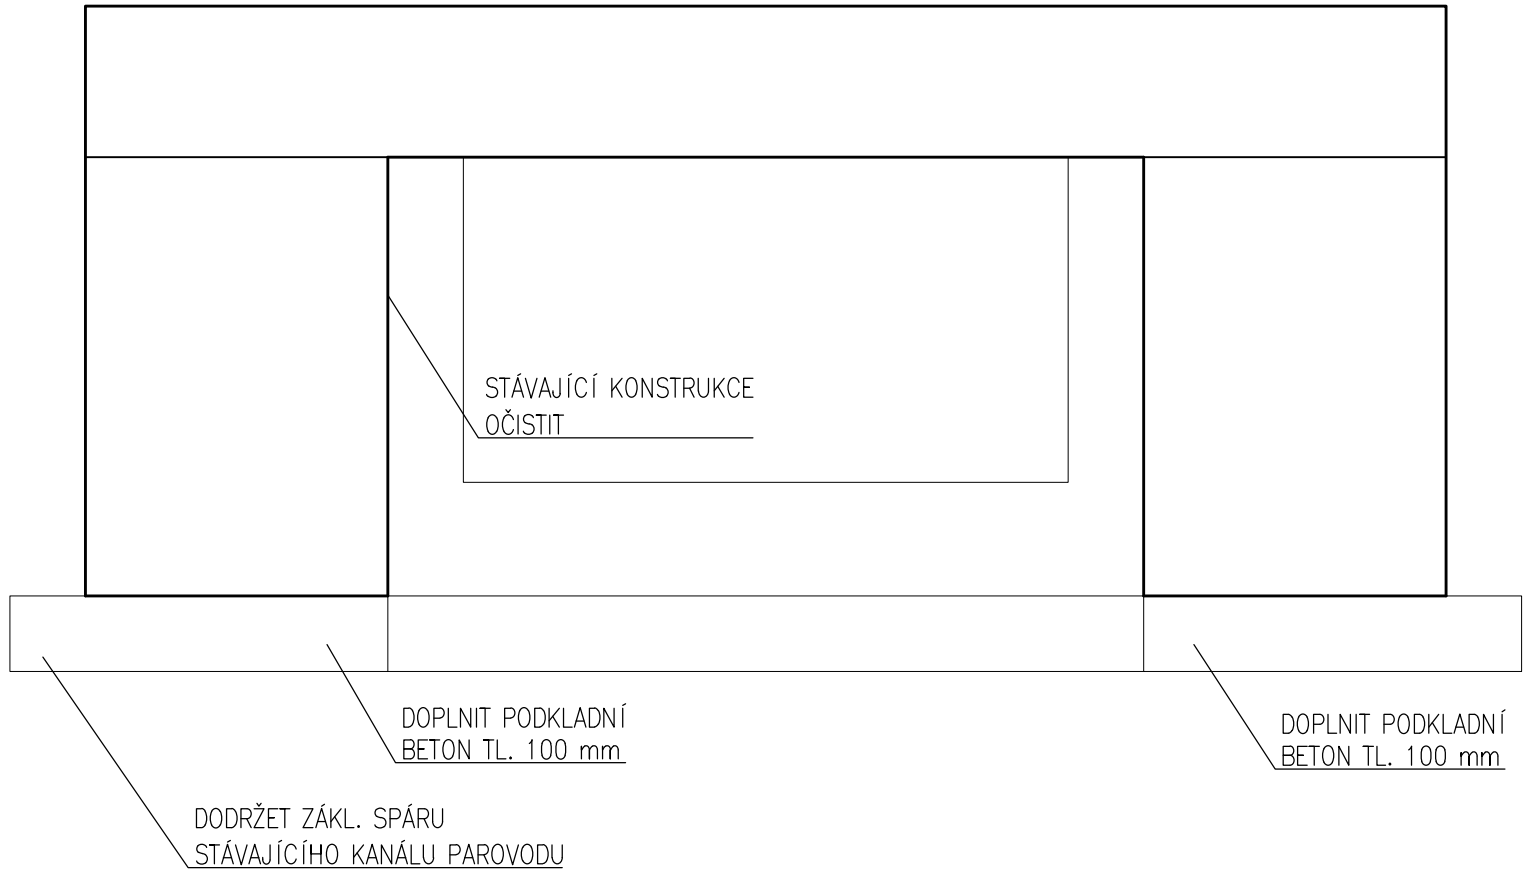 STÁVAJÍCÍ KONSTRUKCE
OČISTIT
DOPLNIT PODKLADNÍ
BETON TL. 100 mm
DOPLNIT PODKLADNÍ
BETON TL. 100 mm
DODRŽET ZÁKL. SPÁRU
STÁVAJÍCÍHO KANÁLU PAROVODU